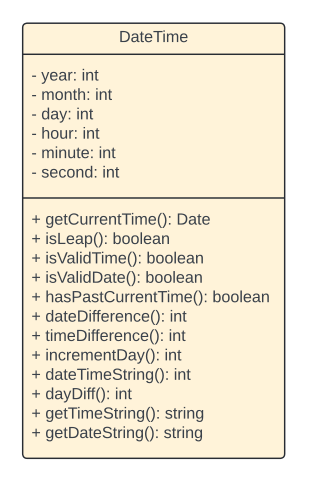 DateTime
- year: int
- month: int
- day: int
- hour: int
- minute: int
- second: int
+ getCurrentTime(): Date
+ isLeap(): boolean
+ isValidTime(): boolean
+ isValidDate(): boolean
+ hasPastCurrentTime(): boolean
+ dateDifference(): int
+ timeDifference(): int
+ incrementDay(): int
+ dateTimeString(): int
+ dayDiff(): int
+ getTimeString(): string
+ getDateString(): string